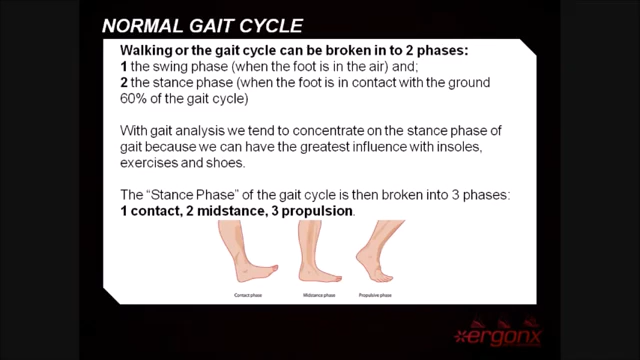 NORMAL GAIT CYCLE
Walking or the gait cycle can be broken in to 2 phases:
1 the swing phase (when the foot is in the air) and;
2 the stance phase (when the foot is in contact with the ground
60% of the gait cycle)
With gait analysis we tend to concentrate on the stance phase of
gait because we can have the greatest influence with insoles,
exercises and shoes.
The “Stance Phase” of the gait cycle is then broken into 3 phases:
1 contact, 2 midstance, 3 propulsion.
Contact phase Midstance phase Propulsive phase
ergonx